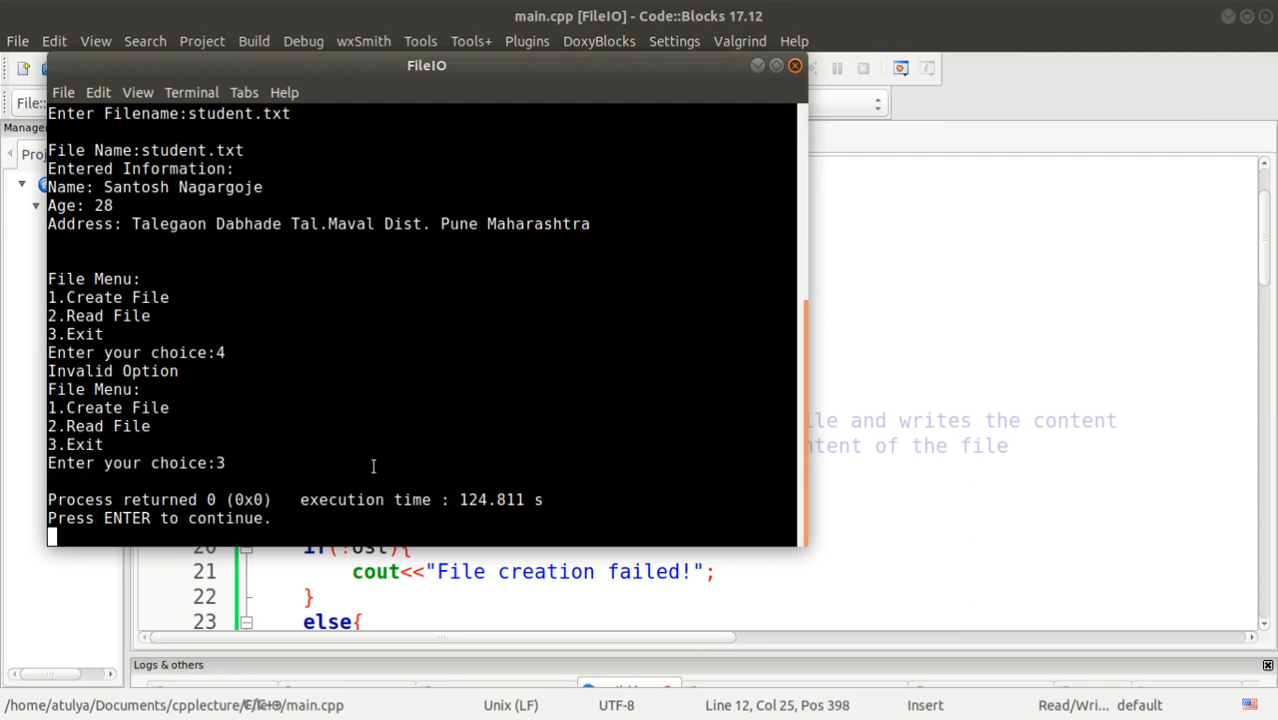 main.cpp [FileIO] - Code::Blocks 17.12
File Edit View Search Project Build Debug wxSmith Tools Tools+ Plugins DoxyBlocks Settings Valgrind Help
FileIO
File Edit View Terminal Tabs Help
File::
Manager
Proj
Enter Filename:student.txt
File Name:student.txt
Entered Information:
Name: Santosh Nagargoje
Age: 28
Address: Talegaon Dabhade Tal.Maval Dist. Pune Maharashtra
File Menu:
1.Create File
2.Read File
3.Exit
Enter your choice:4
Invalid Option
File Menu:
1.Create File
2.Read File
3.Exit
Enter your choice:3
Process returned 0 (0x0) execution time : 124.811 s
Press ENTER to continue.
le and writes the content
ntent of the file
20 if(!ost){
21 cout<<"File creation failed!";
22 }
23 else{
Logs & others
Unix (LF) UTF-8 Line 12, Col 25, Pos 398 Insert Read/Wri... default